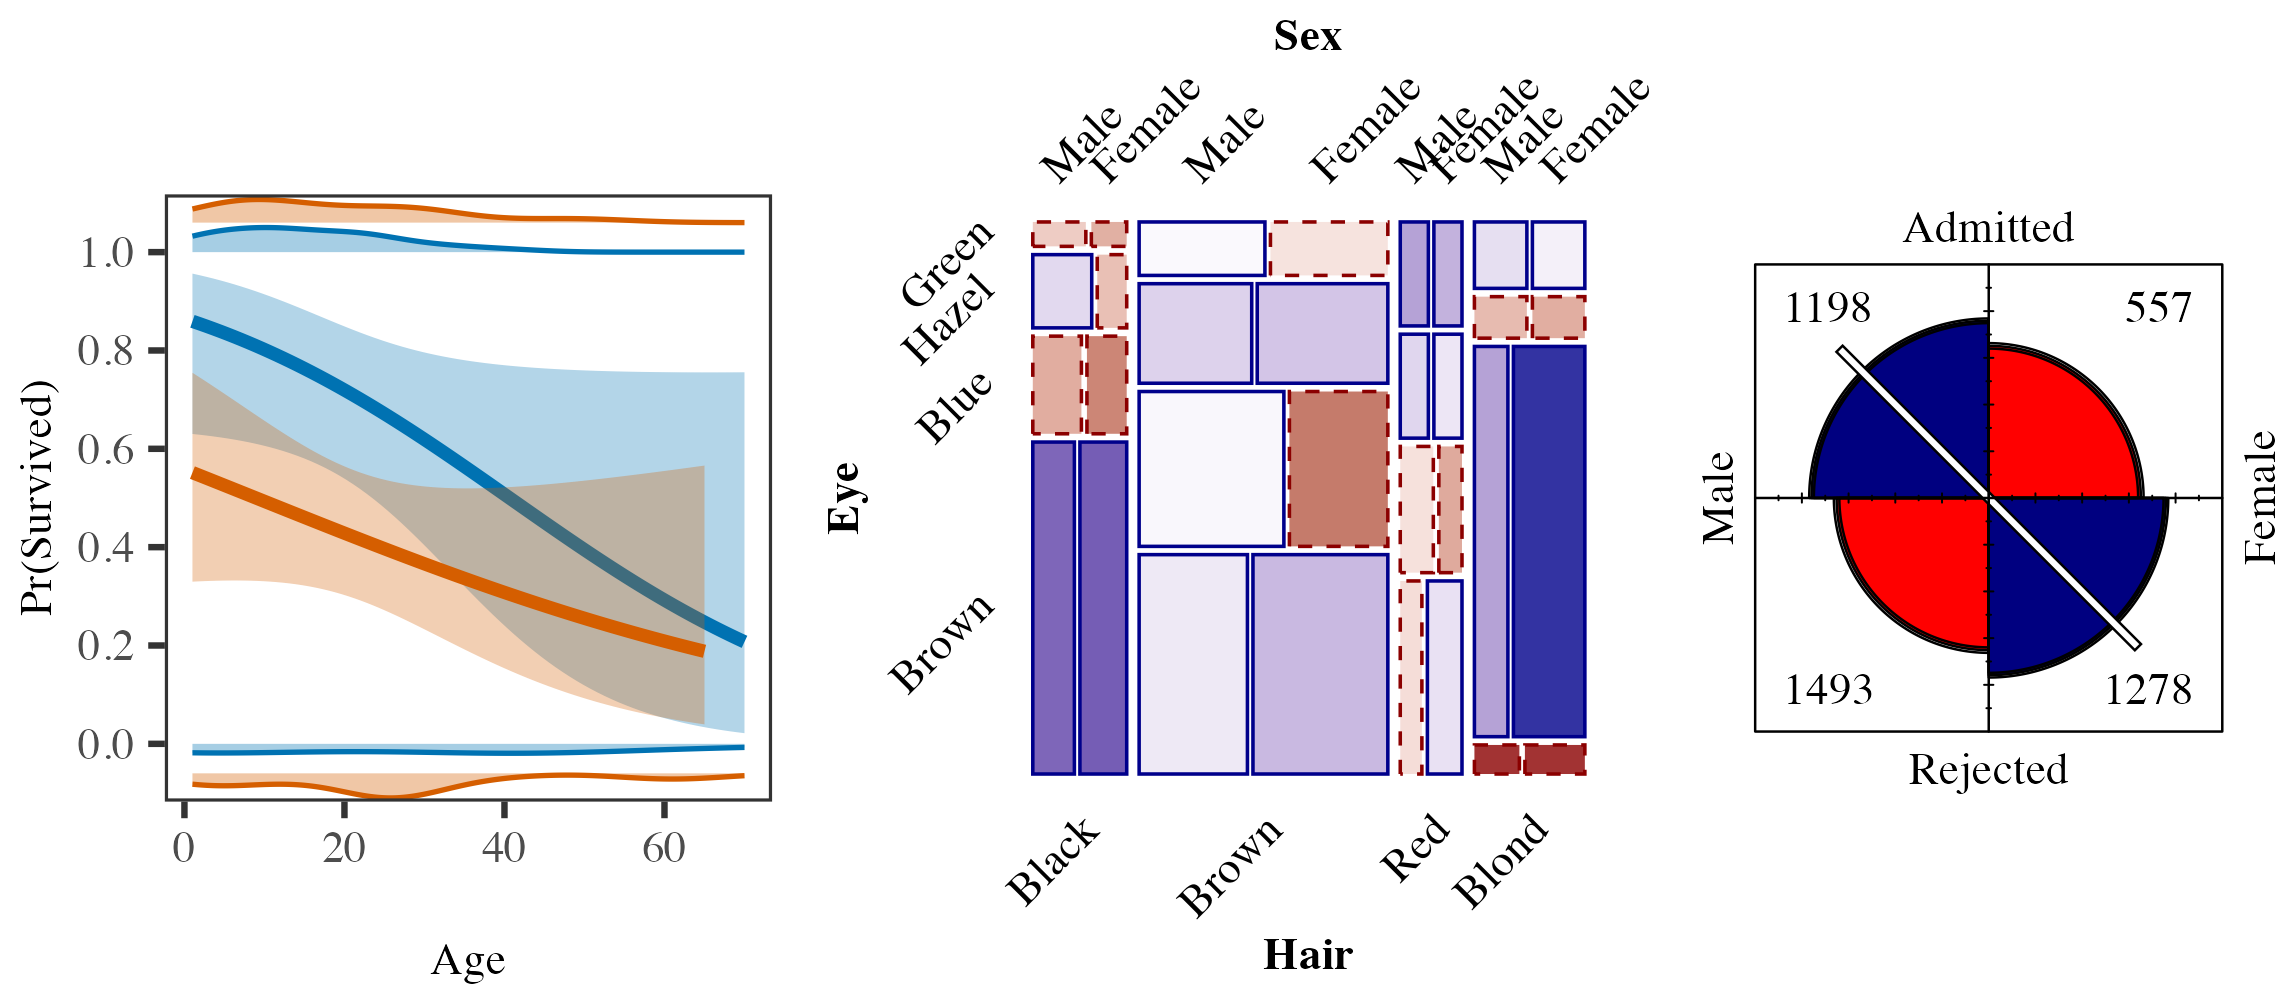 Pr(Survived)
1.0
0.8
0.6
0.4
0.2
0.0
0 20 40 60
Age
Sex
Male Female Male Female Male Female Male Female
Eye
Green
Hazel
Blue
Brown
Black Brown Red Blond
Hair
Admitted
1198 557
Male
Female
1493 1278
Rejected